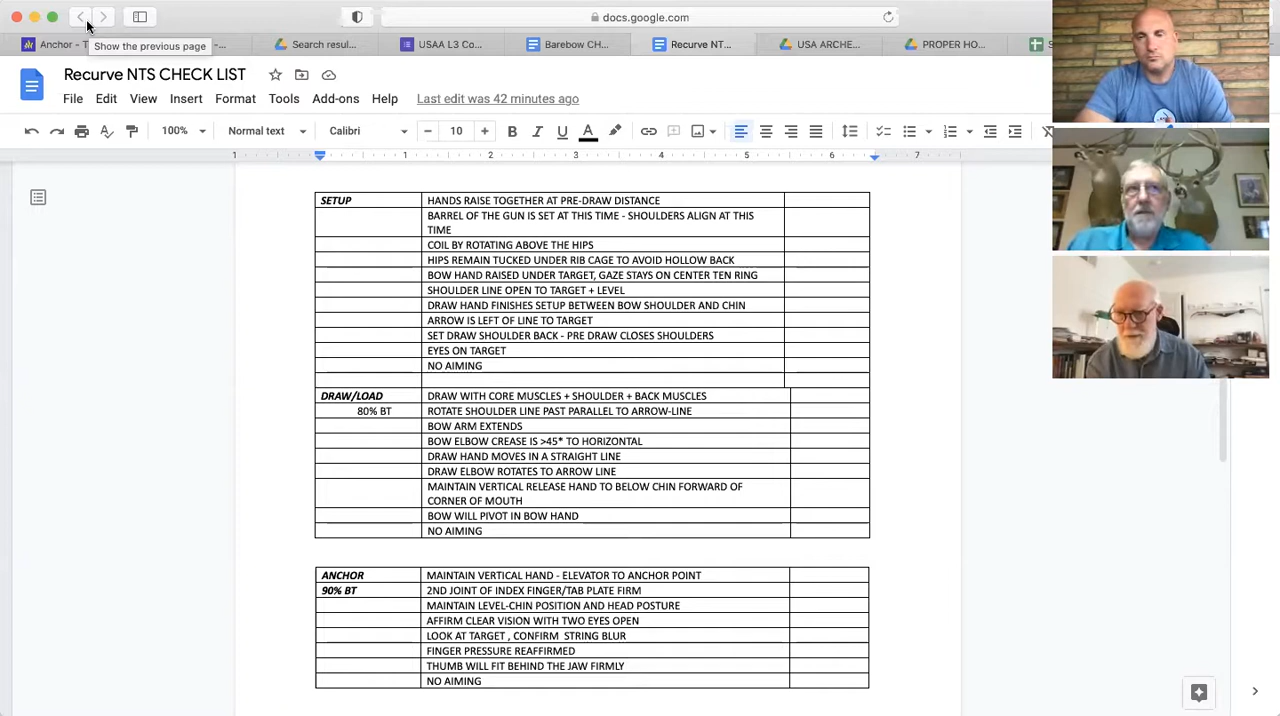 docs.google.com
Show the previous page
Anchor - T
Search resul...
USAA L3 Co...
Barebow CH...
Recurve NT...
USA ARCHE...
PROPER HO...
Recurve NTS CHECK LIST
File Edit View Insert Format Tools Add-ons Help Last edit was 42 minutes ago
100% Normal text Calibri 10 B I U A
1 1 2 3 4 5 6 7
SETUP HANDS RAISE TOGETHER AT PRE-DRAW DISTANCE
BARREL OF THE GUN IS SET AT THIS TIME - SHOULDERS ALIGN AT THIS
TIME
COIL BY ROTATING ABOVE THE HIPS
HIPS REMAIN TUCKED UNDER RIB CAGE TO AVOID HOLLOW BACK
BOW HAND RAISED UNDER TARGET, GAZE STAYS ON CENTER TEN RING
SHOULDER LINE OPEN TO TARGET + LEVEL
DRAW HAND FINISHES SETUP BETWEEN BOW SHOULDER AND CHIN
ARROW IS LEFT OF LINE TO TARGET
SET DRAW SHOULDER BACK - PRE DRAW CLOSES SHOULDERS
EYES ON TARGET
NO AIMING
DRAW/LOAD DRAW WITH CORE MUSCLES + SHOULDER + BACK MUSCLES
80% BT ROTATE SHOULDER LINE PAST PARALLEL TO ARROW-LINE
BOW ARM EXTENDS
BOW ELBOW CREASE IS >45* TO HORIZONTAL
DRAW HAND MOVES IN A STRAIGHT LINE
DRAW ELBOW ROTATES TO ARROW LINE
MAINTAIN VERTICAL RELEASE HAND TO BELOW CHIN FORWARD OF
CORNER OF MOUTH
BOW WILL PIVOT IN BOW HAND
NO AIMING
ANCHOR MAINTAIN VERTICAL HAND - ELEVATOR TO ANCHOR POINT
90% BT 2ND JOINT OF INDEX FINGER/TAB PLATE FIRM
MAINTAIN LEVEL-CHIN POSITION AND HEAD POSTURE
AFFIRM CLEAR VISION WITH TWO EYES OPEN
LOOK AT TARGET , CONFIRM STRING BLUR
FINGER PRESSURE REAFFIRMED
THUMB WILL FIT BEHIND THE JAW FIRMLY
NO AIMING